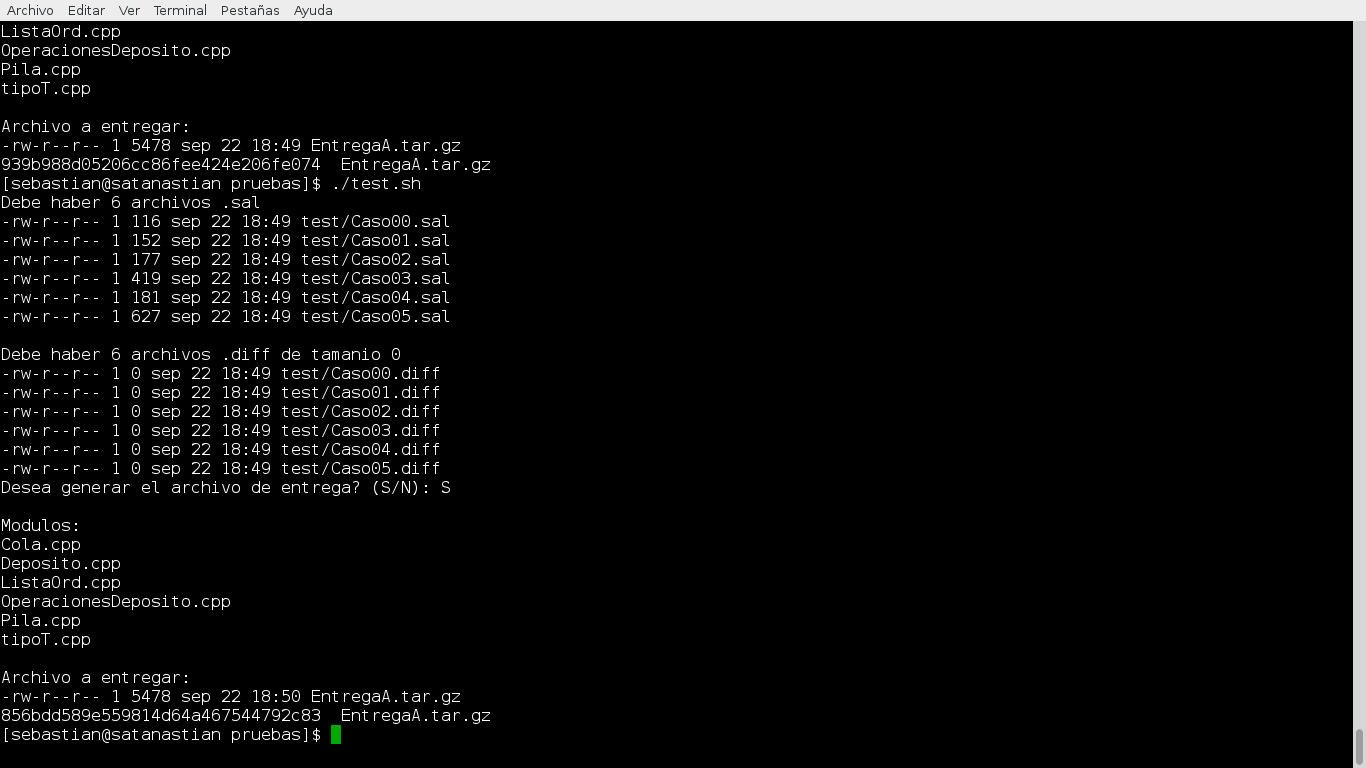 Archivo Editar Ver Terminal Pestañas Ayuda
ListaOrd.cpp
OperacionesDeposito.cpp
Pila.cpp
tipoT.cpp
Archivo a entregar:
-rw-r--r-- 1 5478 sep 22 18:49 EntregaA.tar.gz
939b988d05206cc86fee424e206fe074  EntregaA.tar.gz
[sebastian@satanastian pruebas]$ ./test.sh
Debe haber 6 archivos .sal
-rw-r--r-- 1 116 sep 22 18:49 test/Caso00.sal
-rw-r--r-- 1 152 sep 22 18:49 test/Caso01.sal
-rw-r--r-- 1 177 sep 22 18:49 test/Caso02.sal
-rw-r--r-- 1 419 sep 22 18:49 test/Caso03.sal
-rw-r--r-- 1 181 sep 22 18:49 test/Caso04.sal
-rw-r--r-- 1 627 sep 22 18:49 test/Caso05.sal
Debe haber 6 archivos .diff de tamanio 0
-rw-r--r-- 1 0 sep 22 18:49 test/Caso00.diff
-rw-r--r-- 1 0 sep 22 18:49 test/Caso01.diff
-rw-r--r-- 1 0 sep 22 18:49 test/Caso02.diff
-rw-r--r-- 1 0 sep 22 18:49 test/Caso03.diff
-rw-r--r-- 1 0 sep 22 18:49 test/Caso04.diff
-rw-r--r-- 1 0 sep 22 18:49 test/Caso05.diff
Desea generar el archivo de entrega? (S/N): S
Modulos:
Cola.cpp
Deposito.cpp
ListaOrd.cpp
OperacionesDeposito.cpp
Pila.cpp
tipoT.cpp
Archivo a entregar:
-rw-r--r-- 1 5478 sep 22 18:50 EntregaA.tar.gz
856bdd589e559814d64a467544792c83  EntregaA.tar.gz
[sebastian@satanastian pruebas]$